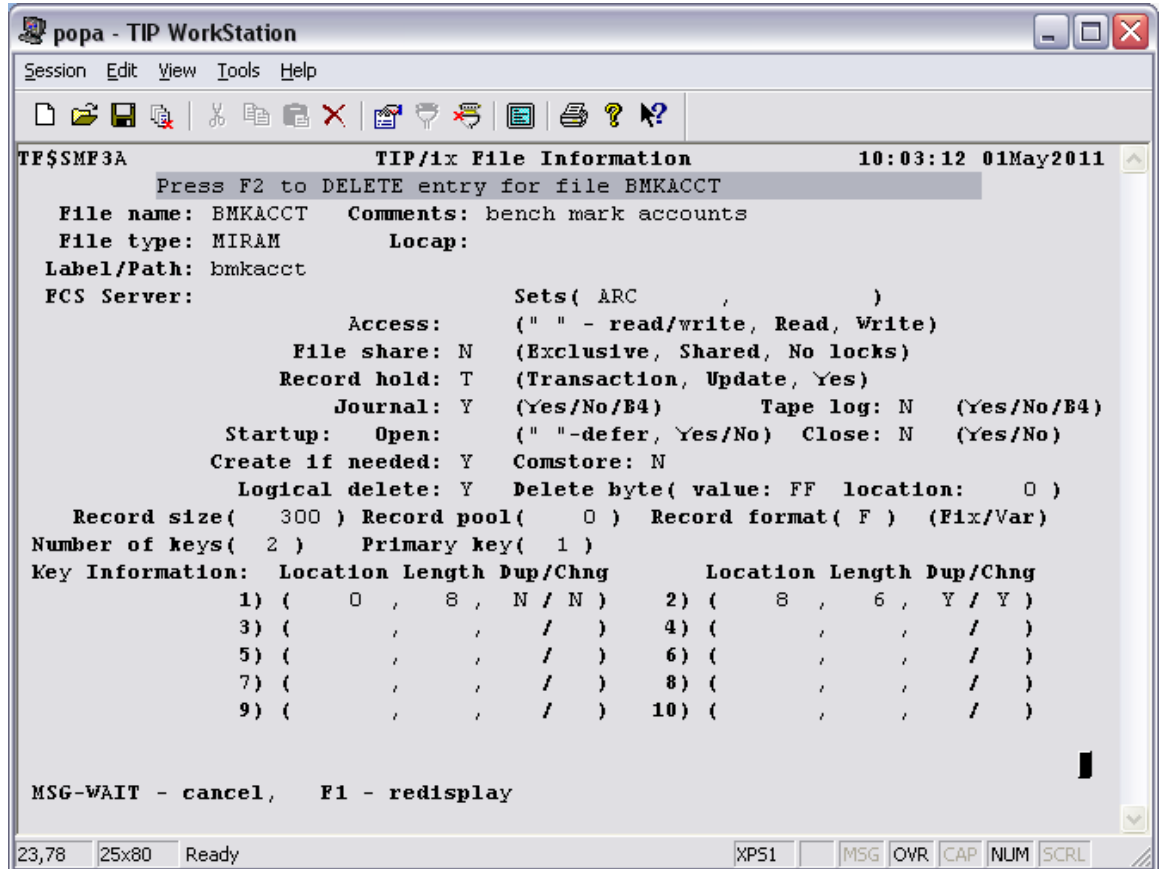 popa - TIP WorkStation
Session Edit View Tools Help
TF$SMF3A TIP/ix File Information 10:03:12 01May2011
Press F2 to DELETE entry for file BMKACCT
File name: BMKACCT Comments: bench mark accounts
File type: MIRAM Locap:
Label/Path: bmkacct
FCS Server: Sets( ARC , )
Access: (" " - read/write, Read, Write)
File share: N (Exclusive, Shared, No locks)
Record hold: T (Transaction, Update, Yes)
Journal: Y (Yes/No/B4) Tape log: N (Yes/No/B4)
Startup: Open: (" "-defer, Yes/No) Close: N (Yes/No)
Create if needed: Y Comstore: N
Logical delete: Y Delete byte( value: FF location: 0 )
Record size( 300 ) Record pool( 0 ) Record format( F ) (Fix/Var)
Number of keys( 2 ) Primary key( 1 )
Key Information: Location Length Dup/Chng Location Length Dup/Chng
1) ( 0 , 8 , N / N ) 2) ( 8 , 6 , Y / Y )
3) ( , , / ) 4) ( , , / )
5) ( , , / ) 6) ( , , / )
7) ( , , / ) 8) ( , , / )
9) ( , , / ) 10) ( , , / )
MSG-WAIT - cancel, F1 - redisplay
23,78 25x80 Ready XPS1 MSG OVR CAP NUM SCRL